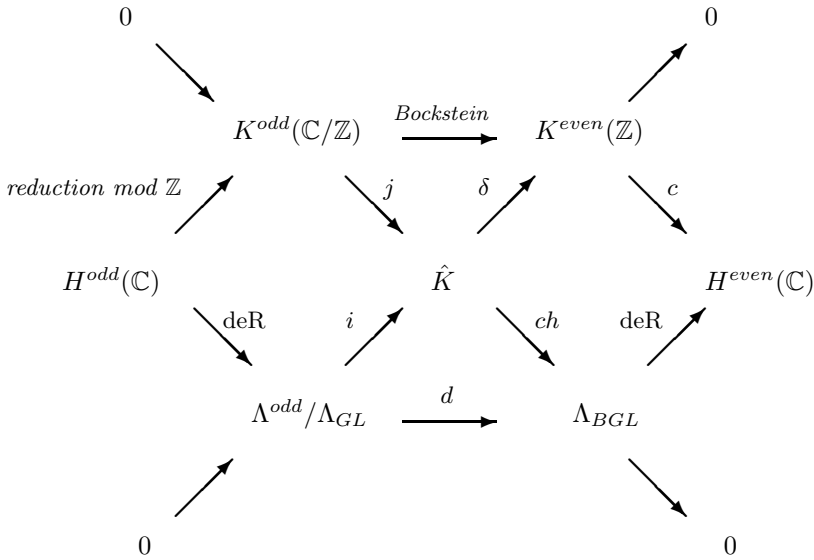 0 0
Bockstein
K^{odd}(ℂ/ℤ) K^{even}(ℤ)
reduction mod ℤ j δ c
H^{odd}(ℂ) K̂ H^{even}(ℂ)
deR i ch deR
d
Λ^{odd}/Λ_{GL} Λ_{BGL}
0 0